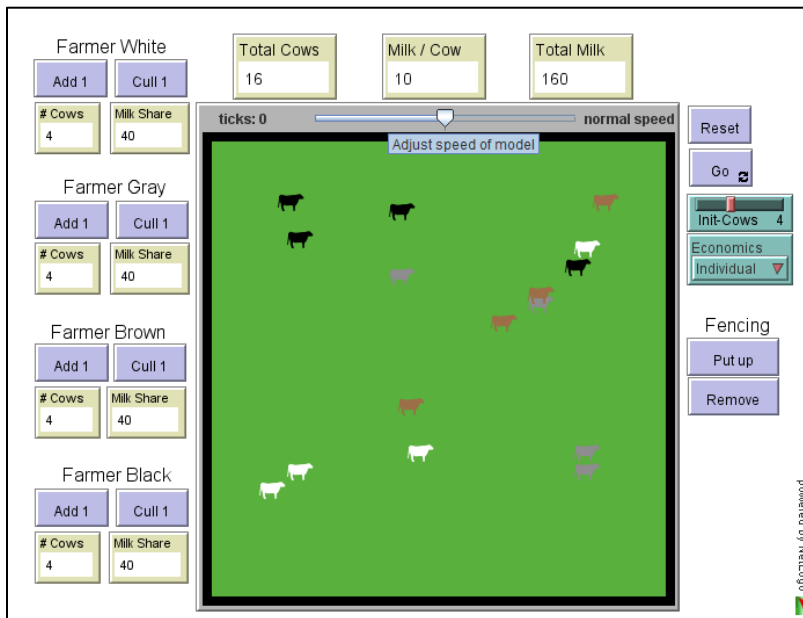 Farmer White
Add 1 Cull 1
# Cows Milk Share
4 40
Farmer Gray
Add 1 Cull 1
# Cows Milk Share
4 40
Farmer Brown
Add 1 Cull 1
# Cows Milk Share
4 40
Farmer Black
Add 1 Cull 1
# Cows Milk Share
4 40
Total Cows Milk / Cow Total Milk
16 10 160
ticks: 0 normal speed
Adjust speed of model
Reset
Go
Init-Cows 4
Economics
Individual
Fencing
Put up
Remove
powered by NetLogo